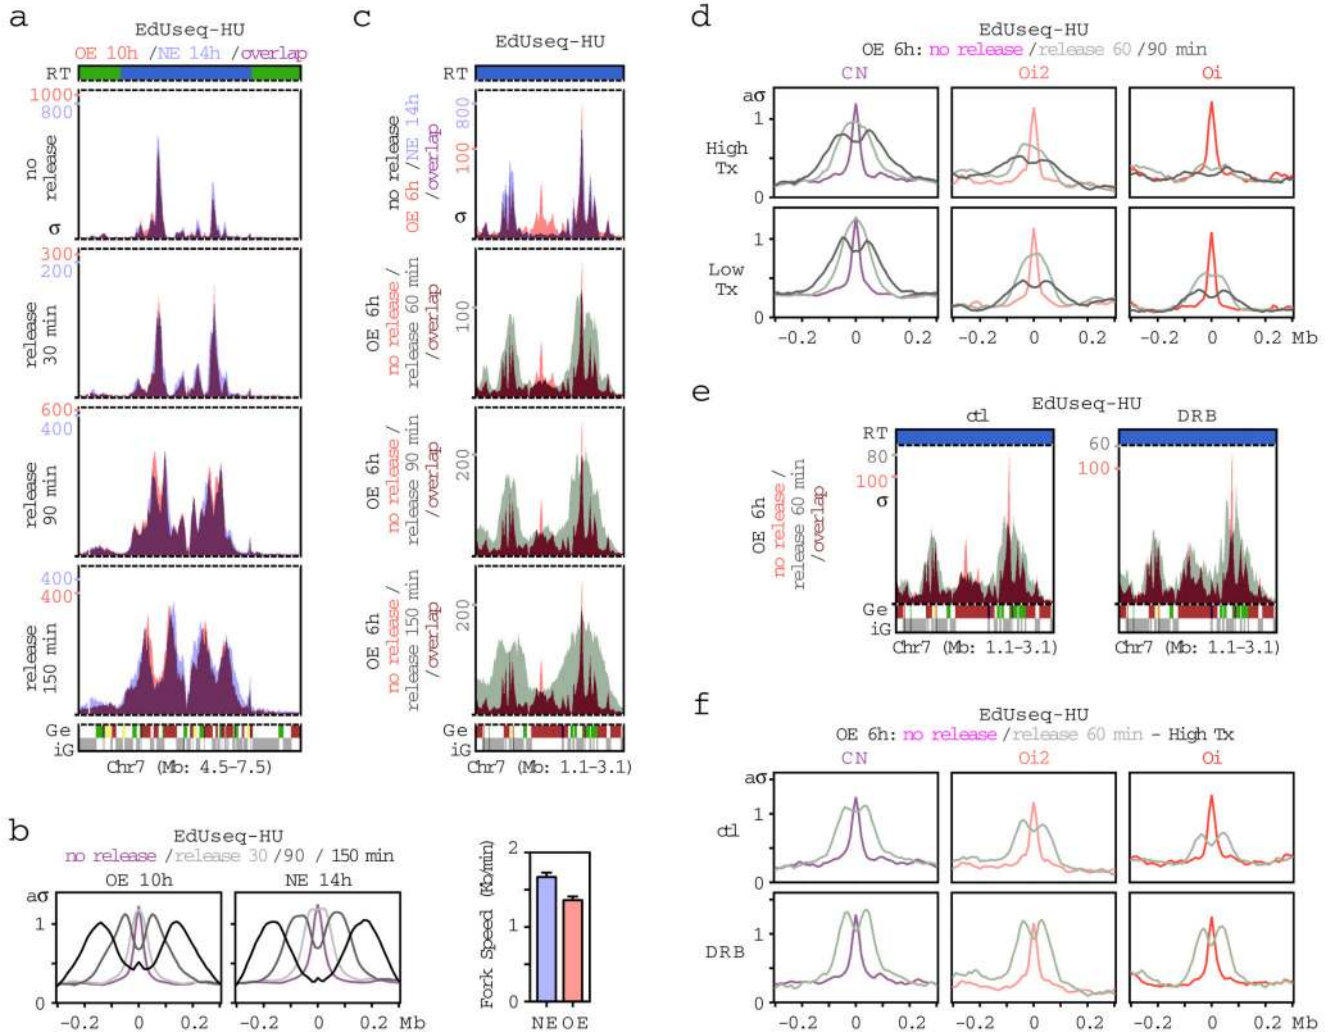 a
EdUseq-HU
OE 10h /NE 14h /overlap
RT
1000
800
no release
σ
300
200
release 30 min
600
400
release 90 min
400
400
release 150 min
Ge
iG
Chr7 (Mb: 4.5-7.5)
b
EdUseq-HU
no release /release 30 /90 / 150 min
OE 10h
NE 14h
aσ
1
0
-0.2 0 0.2
-0.2 0 0.2 Mb
Fork Speed (Kb/min)
2
1
0
NE OE
c
EdUseq-HU
RT
no release
OE 6h /NE 14h
/overlap
800
100
σ
OE 6h
no release /
release 60 min
/overlap
100
OE 6h
no release /
release 90 min
/overlap
200
OE 6h
no release /
release 150 min
/overlap
200
Ge
iG
Chr7 (Mb: 1.1-3.1)
d
EdUseq-HU
OE 6h: no release /release 60 /90 min
CN
Oi2
Oi
aσ
1
0
High Tx
1
0
Low Tx
-0.2 0 0.2
-0.2 0 0.2
-0.2 0 0.2 Mb
e
EdUseq-HU
ctl
DRB
RT
80
100
σ
60
100
OE 6h
no release /
release 60 min
/overlap
Ge
iG
Chr7 (Mb: 1.1-3.1)
Chr7 (Mb: 1.1-3.1)
f
EdUseq-HU
OE 6h: no release /release 60 min - High Tx
CN
Oi2
Oi
aσ
1
0
ctl
1
0
DRB
-0.2 0 0.2
-0.2 0 0.2
-0.2 0 0.2 Mb